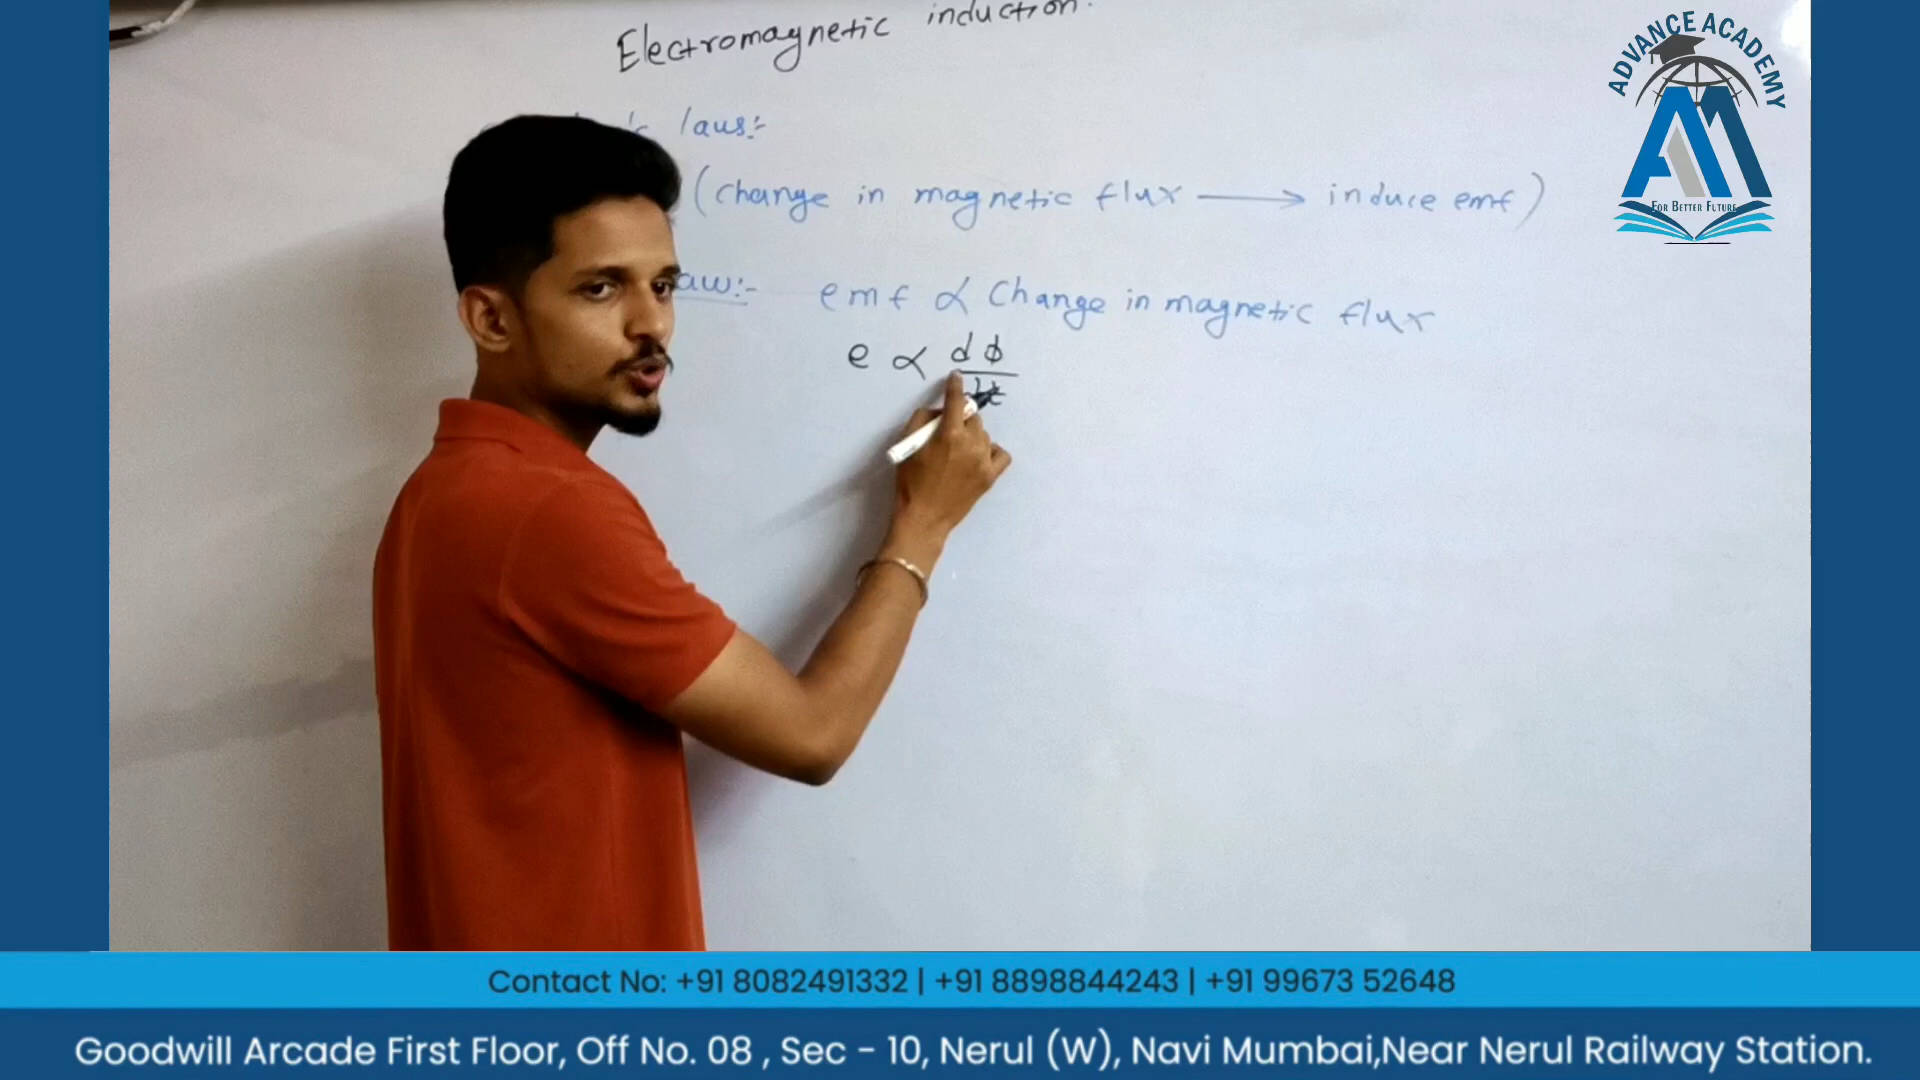 Electromagnetic induction.
laws:-
(Change in magnetic flux → induce emf)
aw:- emf ∝ Change in magnetic flux
e ∝ dϕ
dt
ADVANCE ACADEMY
FOR BETTER FUTURE
Contact No: +91 8082491332 | +91 8898844243 | +91 99673 52648
Goodwill Arcade First Floor, Off No. 08 , Sec - 10, Nerul (W), Navi Mumbai,Near Nerul Railway Station.